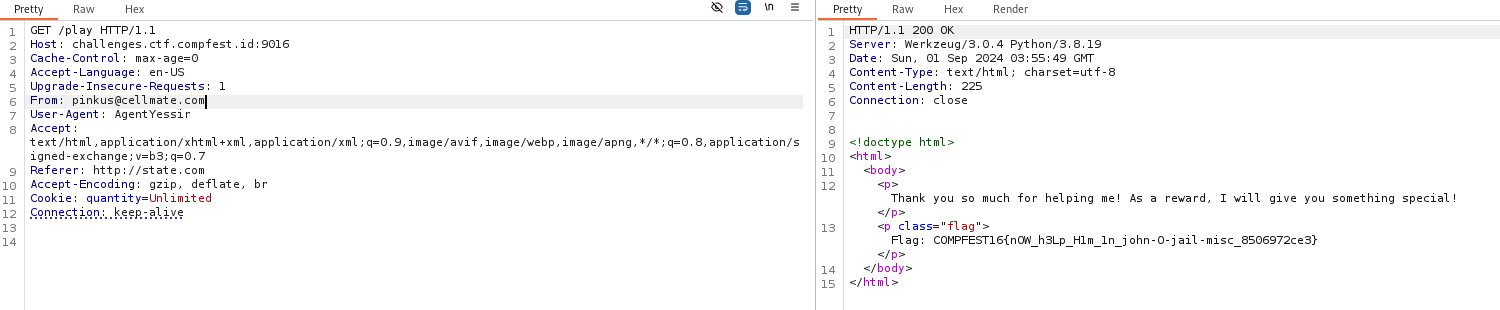 Pretty Raw Hex \n
1 GET /play HTTP/1.1
2 Host: challenges.ctf.compfest.id:9016
3 Cache-Control: max-age=0
4 Accept-Language: en-US
5 Upgrade-Insecure-Requests: 1
6 From: pinkus@cellmate.com
7 User-Agent: AgentYessir
8 Accept:
text/html,application/xhtml+xml,application/xml;q=0.9,image/avif,image/webp,image/apng,*/*;q=0.8,application/s
igned-exchange;v=b3;q=0.7
9 Referer: http://state.com
10 Accept-Encoding: gzip, deflate, br
11 Cookie: quantity=Unlimited
12 Connection: keep-alive
13
14
Pretty Raw Hex Render
1 HTTP/1.1 200 OK
2 Server: Werkzeug/3.0.4 Python/3.8.19
3 Date: Sun, 01 Sep 2024 03:55:49 GMT
4 Content-Type: text/html; charset=utf-8
5 Content-Length: 225
6 Connection: close
7
8
9 <!doctype html>
10 <html>
11 <body>
12 <p>
Thank you so much for helping me! As a reward, I will give you something special!
</p>
13 <p class="flag">
Flag: COMPFEST16{nOW_h3Lp_H1m_1n_john-O-jail-misc_8506972ce3}
</p>
14 </body>
15 </html>